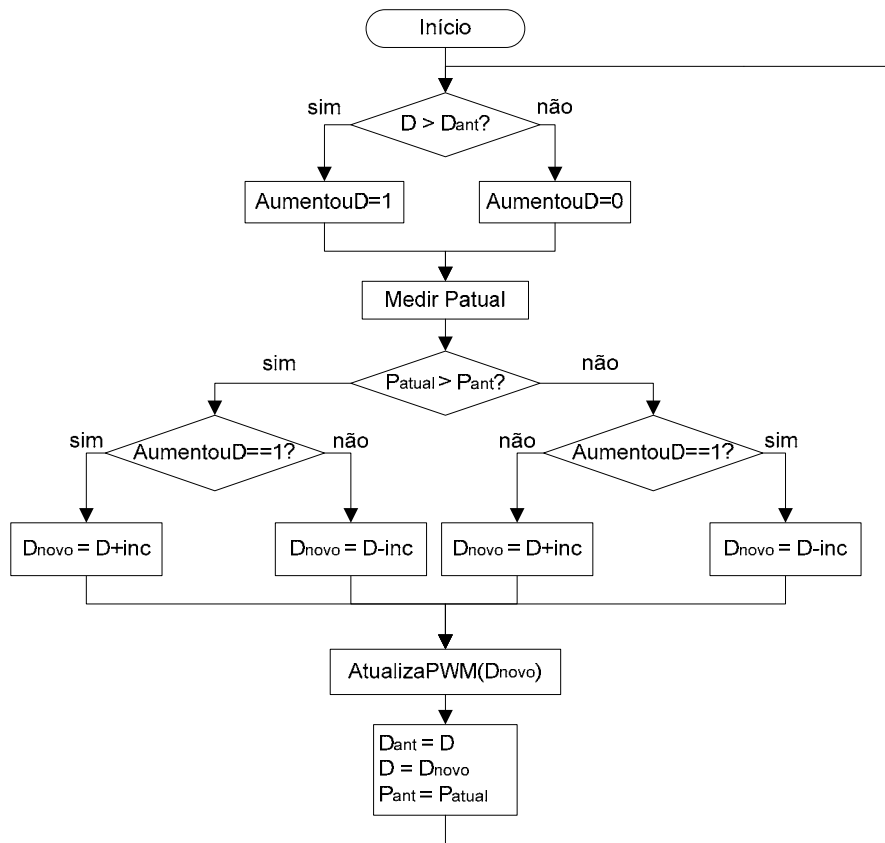 Início
sim
não
D > Dant?
AumentouD=1
AumentouD=0
Medir Patual
sim
não
Patual > Pant?
sim
não
não
sim
AumentouD==1?
AumentouD==1?
Dnovo = D+inc
Dnovo = D-inc
Dnovo = D+inc
Dnovo = D-inc
AtualizaPWM(Dnovo)
Dant = D
D = Dnovo
Pant = Patual